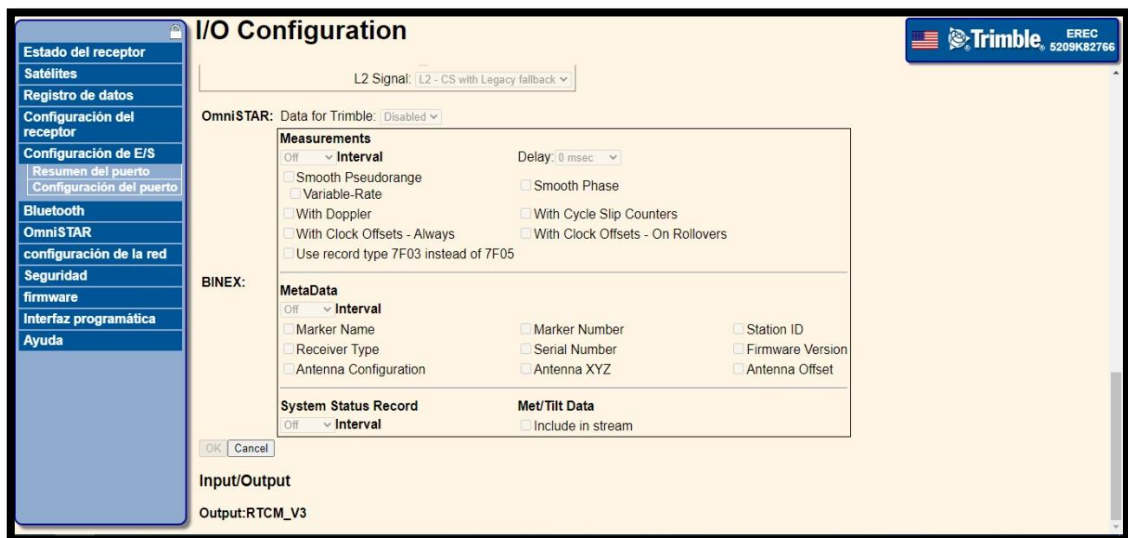 I/O Configuration
Trimble. EREC
5209K82766
Estado del receptor
Satélites
Registro de datos
Configuración del
receptor
Configuración de E/S
Resumen del puerto
Configuración del puerto
Bluetooth
OmniSTAR
configuración de la red
Seguridad
firmware
Interfaz programática
Ayuda
L2 Signal: L2 - CS with Legacy fallback
OmniSTAR: Data for Trimble: Disabled
BINEX:
Measurements
Off Interval Delay: 0 msec
Smooth Pseudorange Smooth Phase
Variable-Rate
With Doppler With Cycle Slip Counters
With Clock Offsets - Always With Clock Offsets - On Rollovers
Use record type 7F03 instead of 7F05
MetaData
Off Interval
Marker Name Marker Number Station ID
Receiver Type Serial Number Firmware Version
Antenna Configuration Antenna XYZ Antenna Offset
System Status Record Met/Tilt Data
Off Interval Include in stream
OK Cancel
Input/Output
Output:RTCM_V3